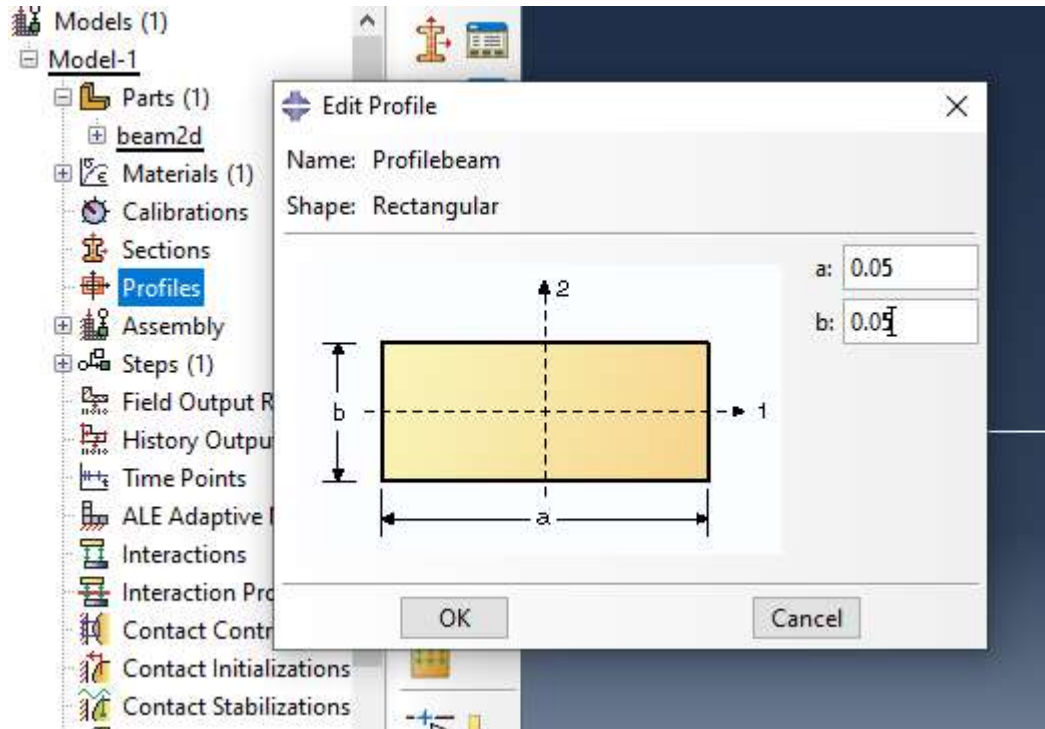 Models (1)
Model-1
Parts (1)
beam2d
Materials (1)
Calibrations
Sections
Profiles
Assembly
Steps (1)
Field Output R
History Outpu
Time Points
ALE Adaptive
Interactions
Interaction Pro
Contact Contr
Contact Initializations
Contact Stabilizations
Edit Profile
Name: Profilebeam
Shape: Rectangular
a: 0.05
b: 0.05
2
b
1
a
OK Cancel